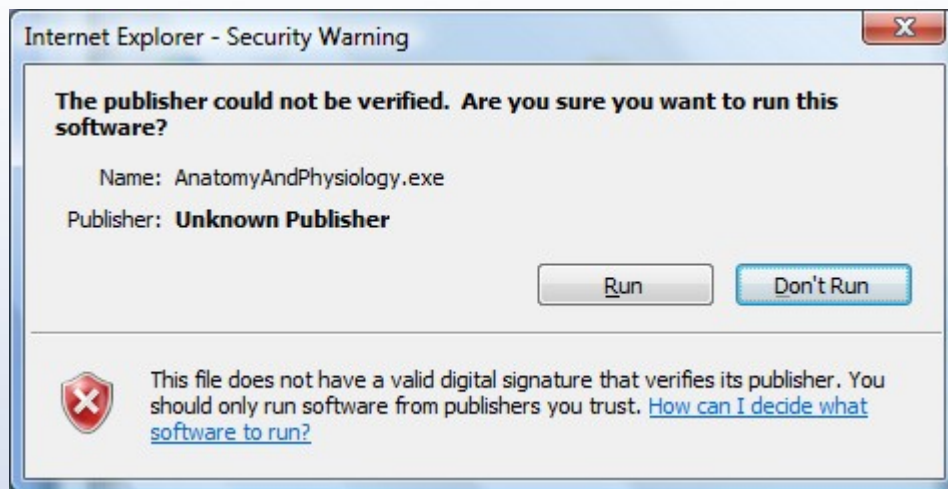 Internet Explorer - Security Warning
The publisher could not be verified. Are you sure you want to run this
software?
Name: AnatomyAndPhysiology.exe
Publisher: Unknown Publisher
Run
Don't Run
This file does not have a valid digital signature that verifies its publisher. You
should only run software from publishers you trust. How can I decide what
software to run?